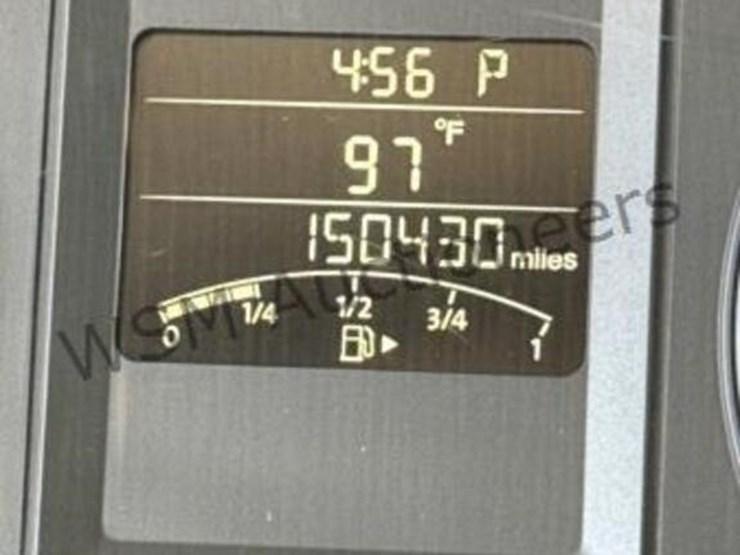 4:56 P
97 °F
150430 miles
0 1/4 1/2 3/4 1
WSM Auctioneers